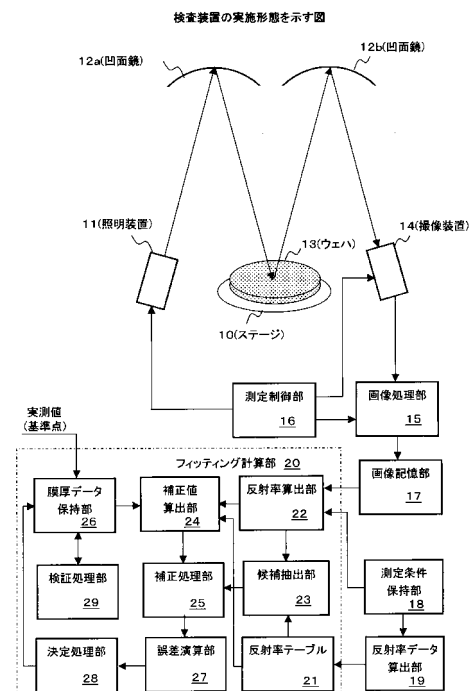 検査装置の実施形態を示す図
12a(凹面鏡)
12b(凹面鏡)
11(照明装置)
13(ウェハ)
14(撮像装置)
10(ステージ)
測定制御部
16
画像処理部
15
実測値
(基準点)
フィッティング計算部 20
画像記憶部
17
膜厚データ
保持部
26
補正値
算出部
24
反射率算出部
22
検証処理部
29
補正処理部
25
候補抽出部
23
測定条件
保持部
18
決定処理部
28
誤差演算部
27
反射率テーブル
21
反射率データ
算出部
19